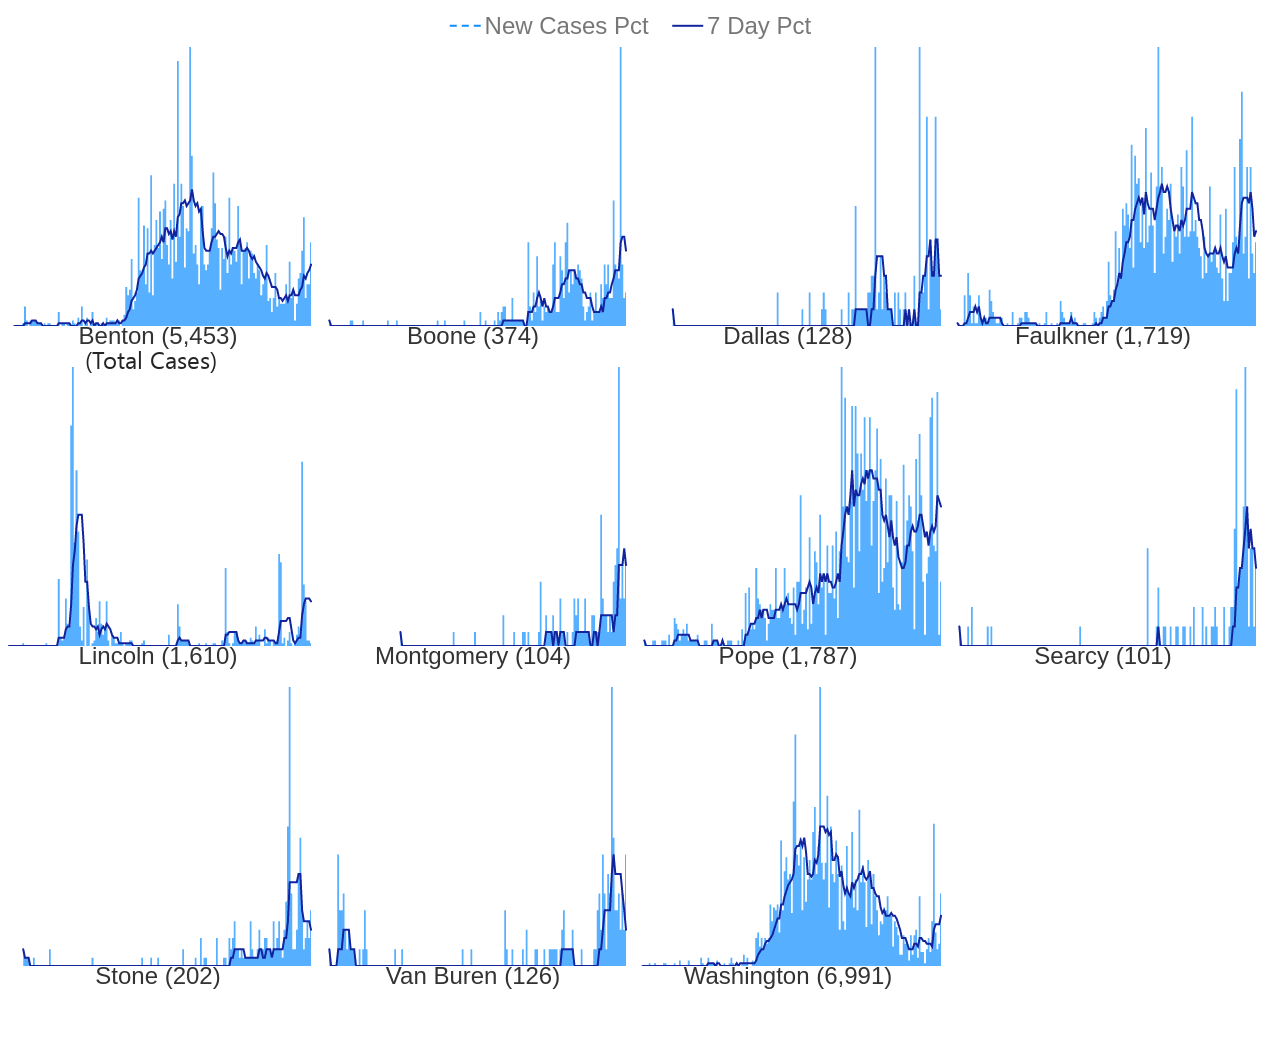 New Cases Pct 7 Day Pct
Benton (5,453) Boone (374) Dallas (128) Faulkner (1,719)
(Total Cases)
Lincoln (1,610) Montgomery (104) Pope (1,787) Searcy (101)
Stone (202) Van Buren (126) Washington (6,991)